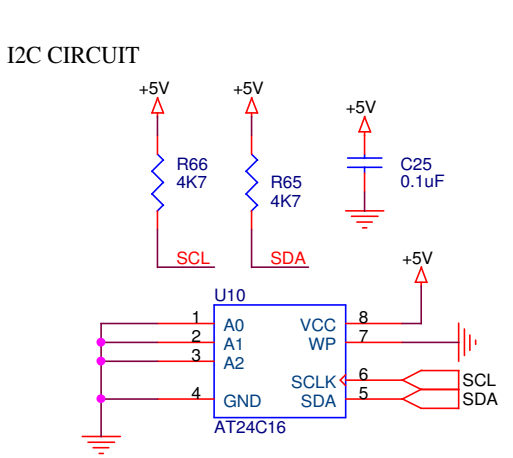 I2C CIRCUIT
+5V +5V +5V
R66
4K7
R65
4K7
C25
0.1uF
SCL SDA
+5V
U10
1 A0 VCC 8
2 A1 WP 7
3 A2
SCLK 6 SCL
4 GND SDA 5 SDA
AT24C16